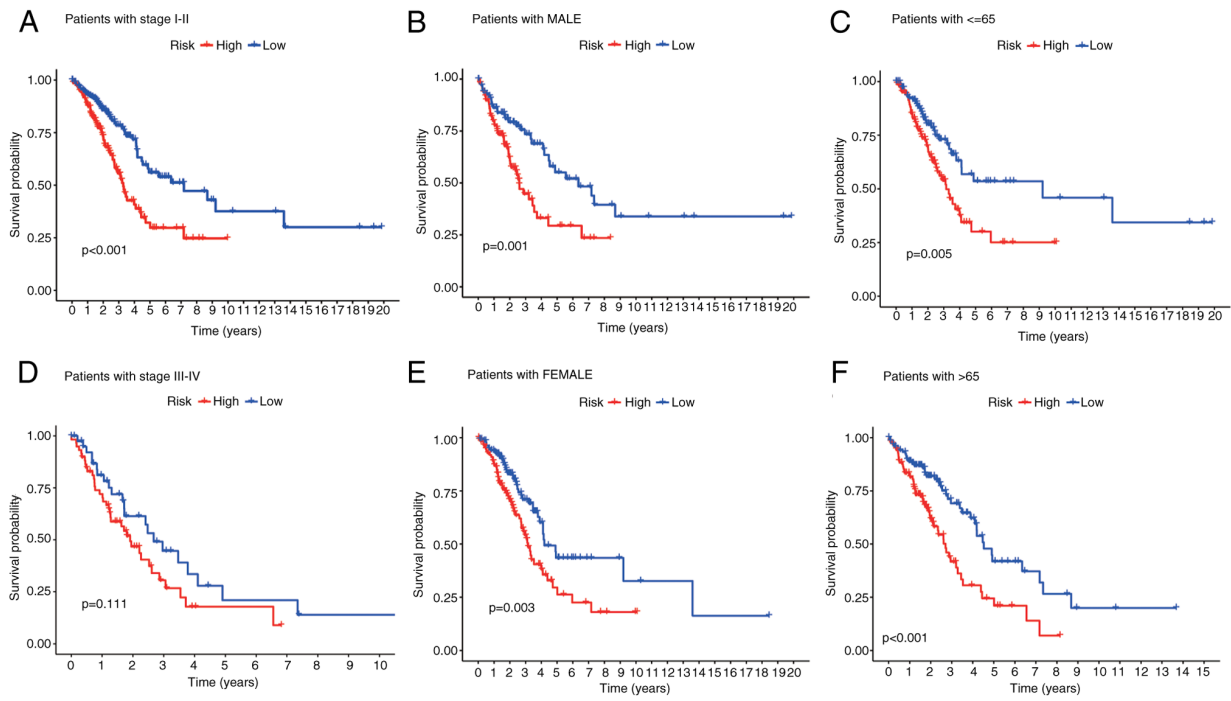 A Patients with stage I-II
Risk High Low
Survival probability
1.00
0.75
0.50
0.25
0.00
p<0.001
0 1 2 3 4 5 6 7 8 9 10 11 12 13 14 15 16 17 18 19 20
Time (years)
B Patients with MALE
Risk High Low
Survival probability
1.00
0.75
0.50
0.25
0.00
p=0.001
0 1 2 3 4 5 6 7 8 9 10 11 12 13 14 15 16 17 18 19 20
Time (years)
C Patients with <=65
Risk High Low
Survival probability
1.00
0.75
0.50
0.25
0.00
p=0.005
0 1 2 3 4 5 6 7 8 9 10 11 12 13 14 15 16 17 18 19 20
Time (years)
D Patients with stage III-IV
Risk High Low
Survival probability
1.00
0.75
0.50
0.25
0.00
p=0.111
0 1 2 3 4 5 6 7 8 9 10
Time (years)
E Patients with FEMALE
Risk High Low
Survival probability
1.00
0.75
0.50
0.25
0.00
p=0.003
0 1 2 3 4 5 6 7 8 9 10 11 12 13 14 15 16 17 18 19 20
Time (years)
F Patients with >65
Risk High Low
Survival probability
1.00
0.75
0.50
0.25
0.00
p<0.001
0 1 2 3 4 5 6 7 8 9 10 11 12 13 14 15
Time (years)